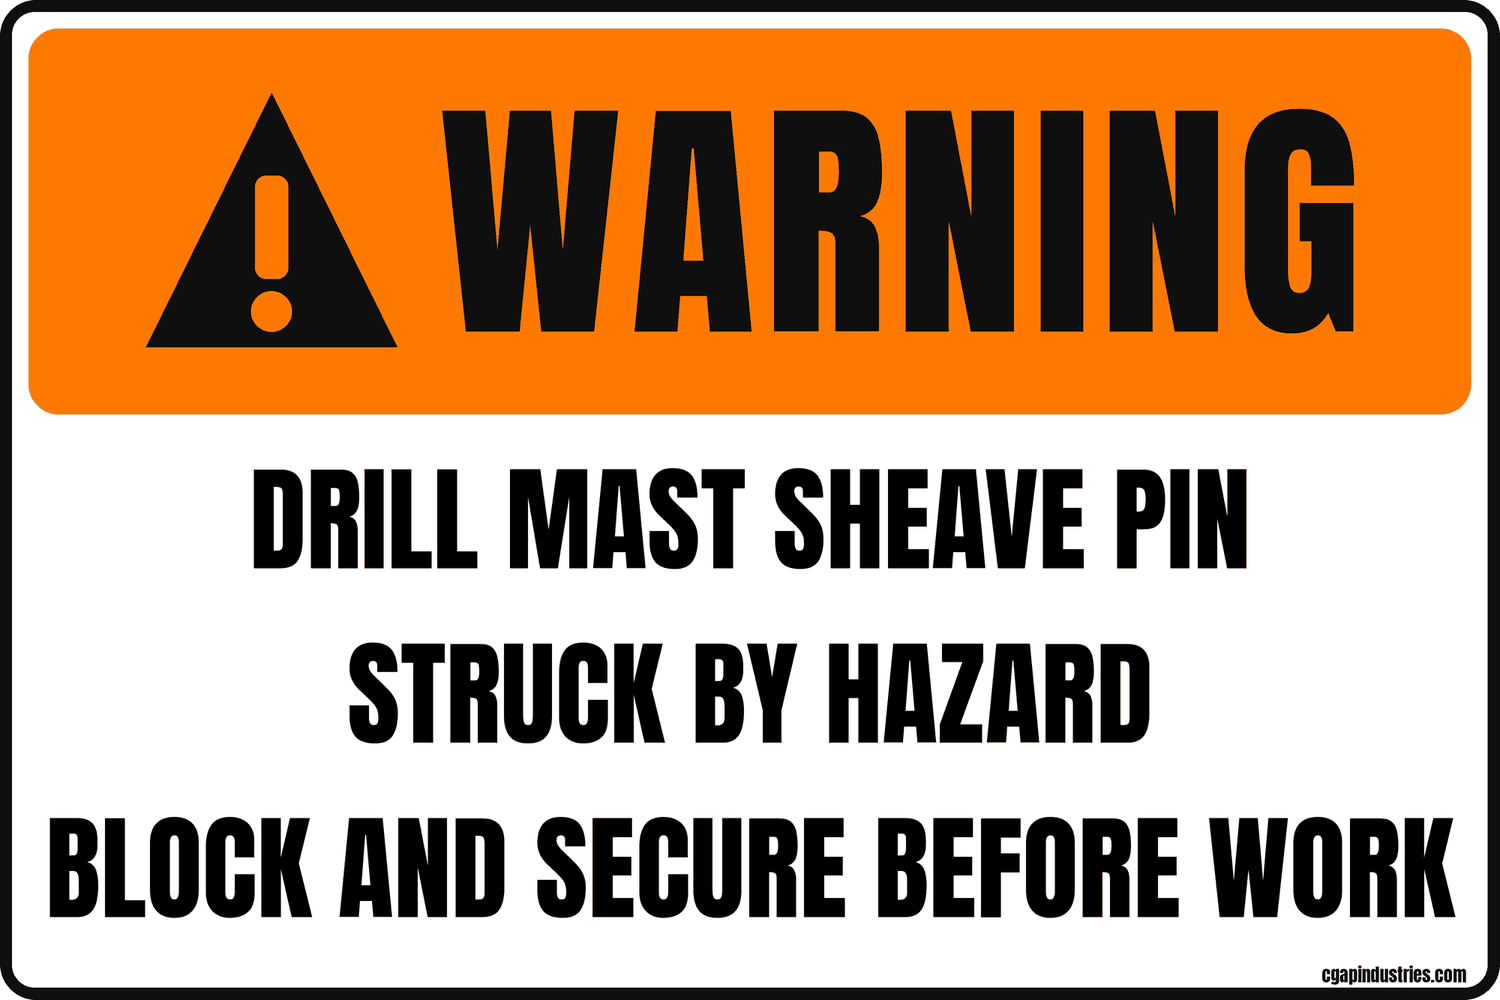 WARNING
DRILL MAST SHEAVE PIN
STRUCK BY HAZARD
BLOCK AND SECURE BEFORE WORK
cgapindustries.com